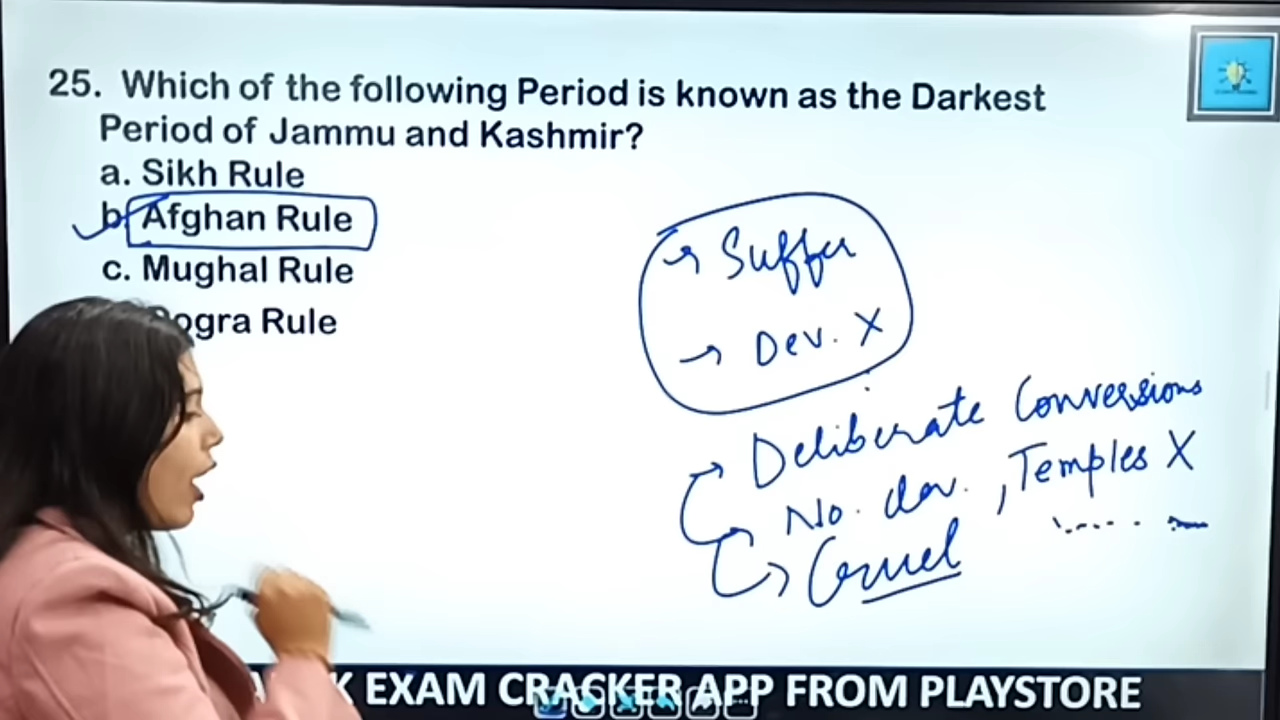 25. Which of the following Period is known as the Darkest
Period of Jammu and Kashmir?
a. Sikh Rule
b. Afghan Rule
c. Mughal Rule
Dogra Rule
→ Suffer
→ Dev. X
→ Deliberate Conversions
→ No. dev., Temples X
→ Cruel
K EXAM CRACKER APP FROM PLAYSTORE